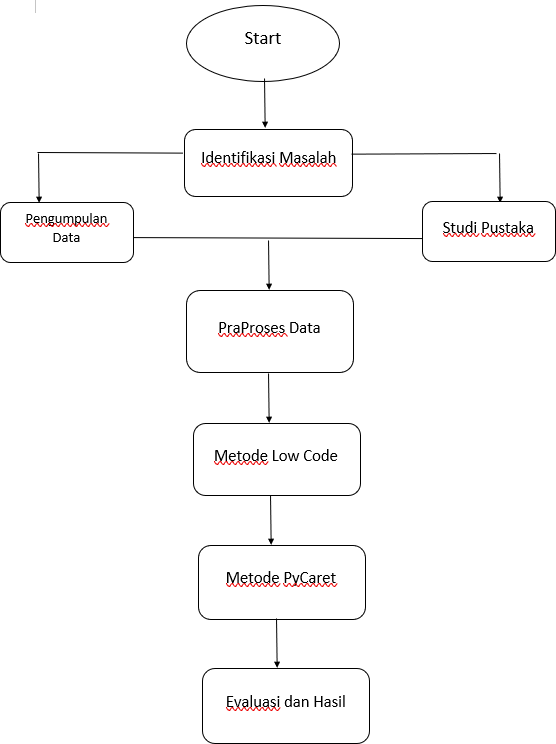 Start
Identifikasi Masalah
Pengumpulan
Data
Studi Pustaka
PraProses Data
Metode Low Code
Metode PyCaret
Evaluasi dan Hasil